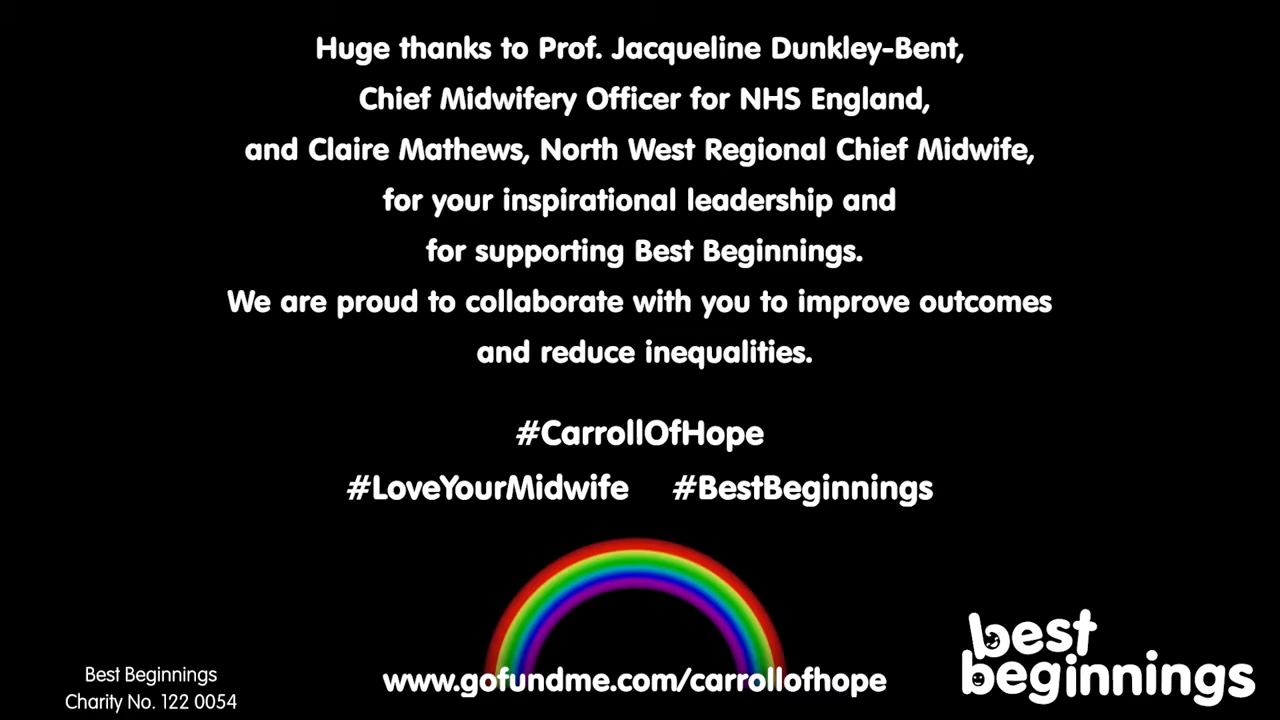 Huge thanks to Prof. Jacqueline Dunkley-Bent,
Chief Midwifery Officer for NHS England,
and Claire Mathews, North West Regional Chief Midwife,
for your inspirational leadership and
for supporting Best Beginnings.
We are proud to collaborate with you to improve outcomes
and reduce inequalities.
#CarrollOfHope
#LoveYourMidwife #BestBeginnings
www.gofundme.com/carrollofhope
Best Beginnings
Charity No. 122 0054
best
beginnings